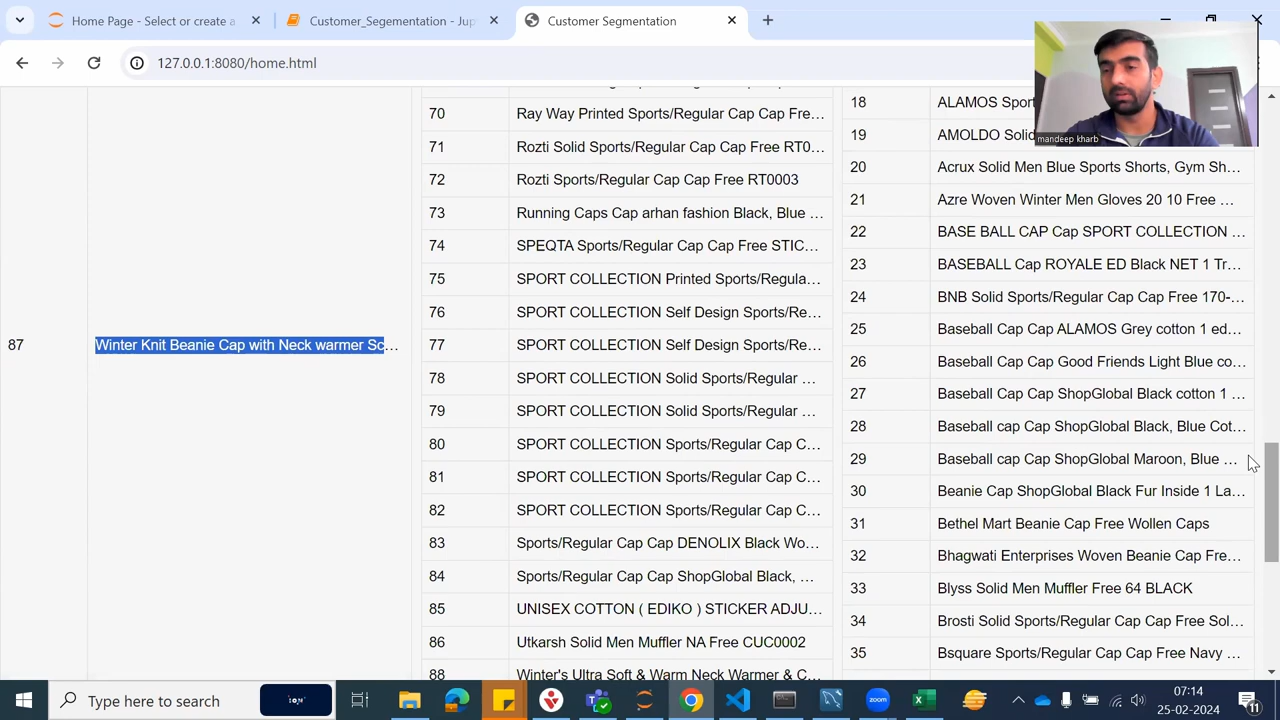 Home Page - Select or create a
Customer_Segementation - Jup
Customer Segmentation
127.0.0.1:8080/home.html
mandeep kharb
87
Winter Knit Beanie Cap with Neck warmer Sc...
70 Ray Way Printed Sports/Regular Cap Cap Fre...
71 Rozti Solid Sports/Regular Cap Cap Free RT0...
72 Rozti Sports/Regular Cap Cap Free RT0003
73 Running Caps Cap arhan fashion Black, Blue ...
74 SPEQTA Sports/Regular Cap Cap Free STIC...
75 SPORT COLLECTION Printed Sports/Regula...
76 SPORT COLLECTION Self Design Sports/Re...
77 SPORT COLLECTION Self Design Sports/Re...
78 SPORT COLLECTION Solid Sports/Regular ...
79 SPORT COLLECTION Solid Sports/Regular ...
80 SPORT COLLECTION Sports/Regular Cap C...
81 SPORT COLLECTION Sports/Regular Cap C...
82 SPORT COLLECTION Sports/Regular Cap C...
83 Sports/Regular Cap Cap DENOLIX Black Wo...
84 Sports/Regular Cap Cap ShopGlobal Black, ...
85 UNISEX COTTON ( EDIKO ) STICKER ADJU...
86 Utkarsh Solid Men Muffler NA Free CUC0002
88 Winter's Ultra Soft & Warm Neck Warmer & C...
18 ALAMOS Spor
19 AMOLDO Solid
20 Acrux Solid Men Blue Sports Shorts, Gym Sh...
21 Azre Woven Winter Men Gloves 20 10 Free ...
22 BASE BALL CAP Cap SPORT COLLECTION ...
23 BASEBALL Cap ROYALE ED Black NET 1 Tr...
24 BNB Solid Sports/Regular Cap Cap Free 170-...
25 Baseball Cap Cap ALAMOS Grey cotton 1 ed...
26 Baseball Cap Cap Good Friends Light Blue co...
27 Baseball Cap Cap ShopGlobal Black cotton 1 ...
28 Baseball cap Cap ShopGlobal Black, Blue Cot...
29 Baseball cap Cap ShopGlobal Maroon, Blue ...
30 Beanie Cap ShopGlobal Black Fur Inside 1 La...
31 Bethel Mart Beanie Cap Free Wollen Caps
32 Bhagwati Enterprises Woven Beanie Cap Fre...
33 Blyss Solid Men Muffler Free 64 BLACK
34 Brosti Solid Sports/Regular Cap Cap Free Sol...
35 Bsquare Sports/Regular Cap Cap Free Navy ...
Type here to search
zoom
07:14
25-02-2024
11